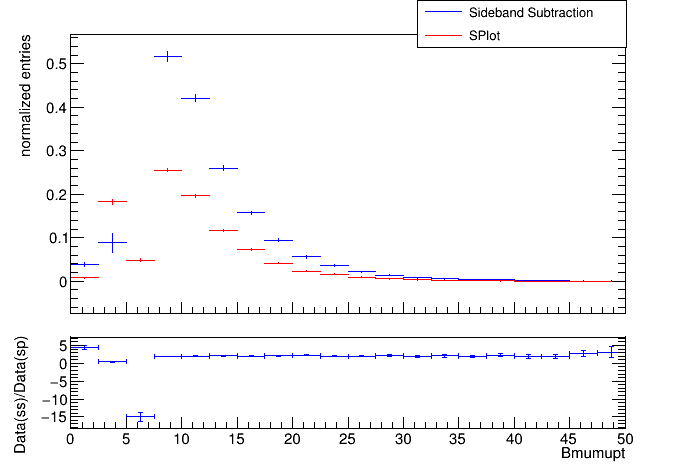 Sideband Subtraction
SPlot
normalized entries
0.5
0.4
0.3
0.2
0.1
0
Data(ss)/Data(sp)
5
0
−5
−10
−15
0 5 10 15 20 25 30 35 40 45 50
Bmumupt